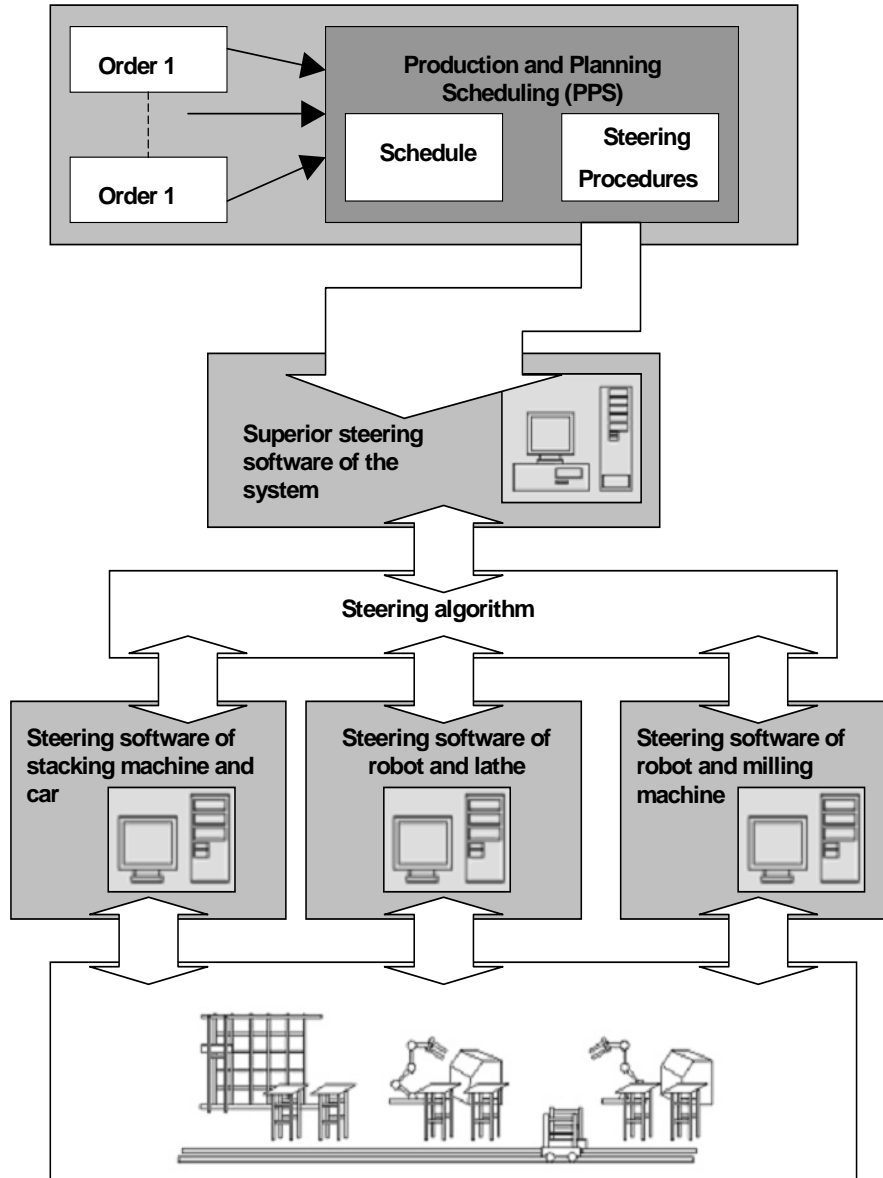 Order 1
Production and Planning
Scheduling (PPS)
Schedule
Steering
Procedures
Order 1
Superior steering
software of the
system
Steering algorithm
Steering software of
stacking machine and
car
Steering software of
robot and lathe
Steering software of
robot and milling
machine